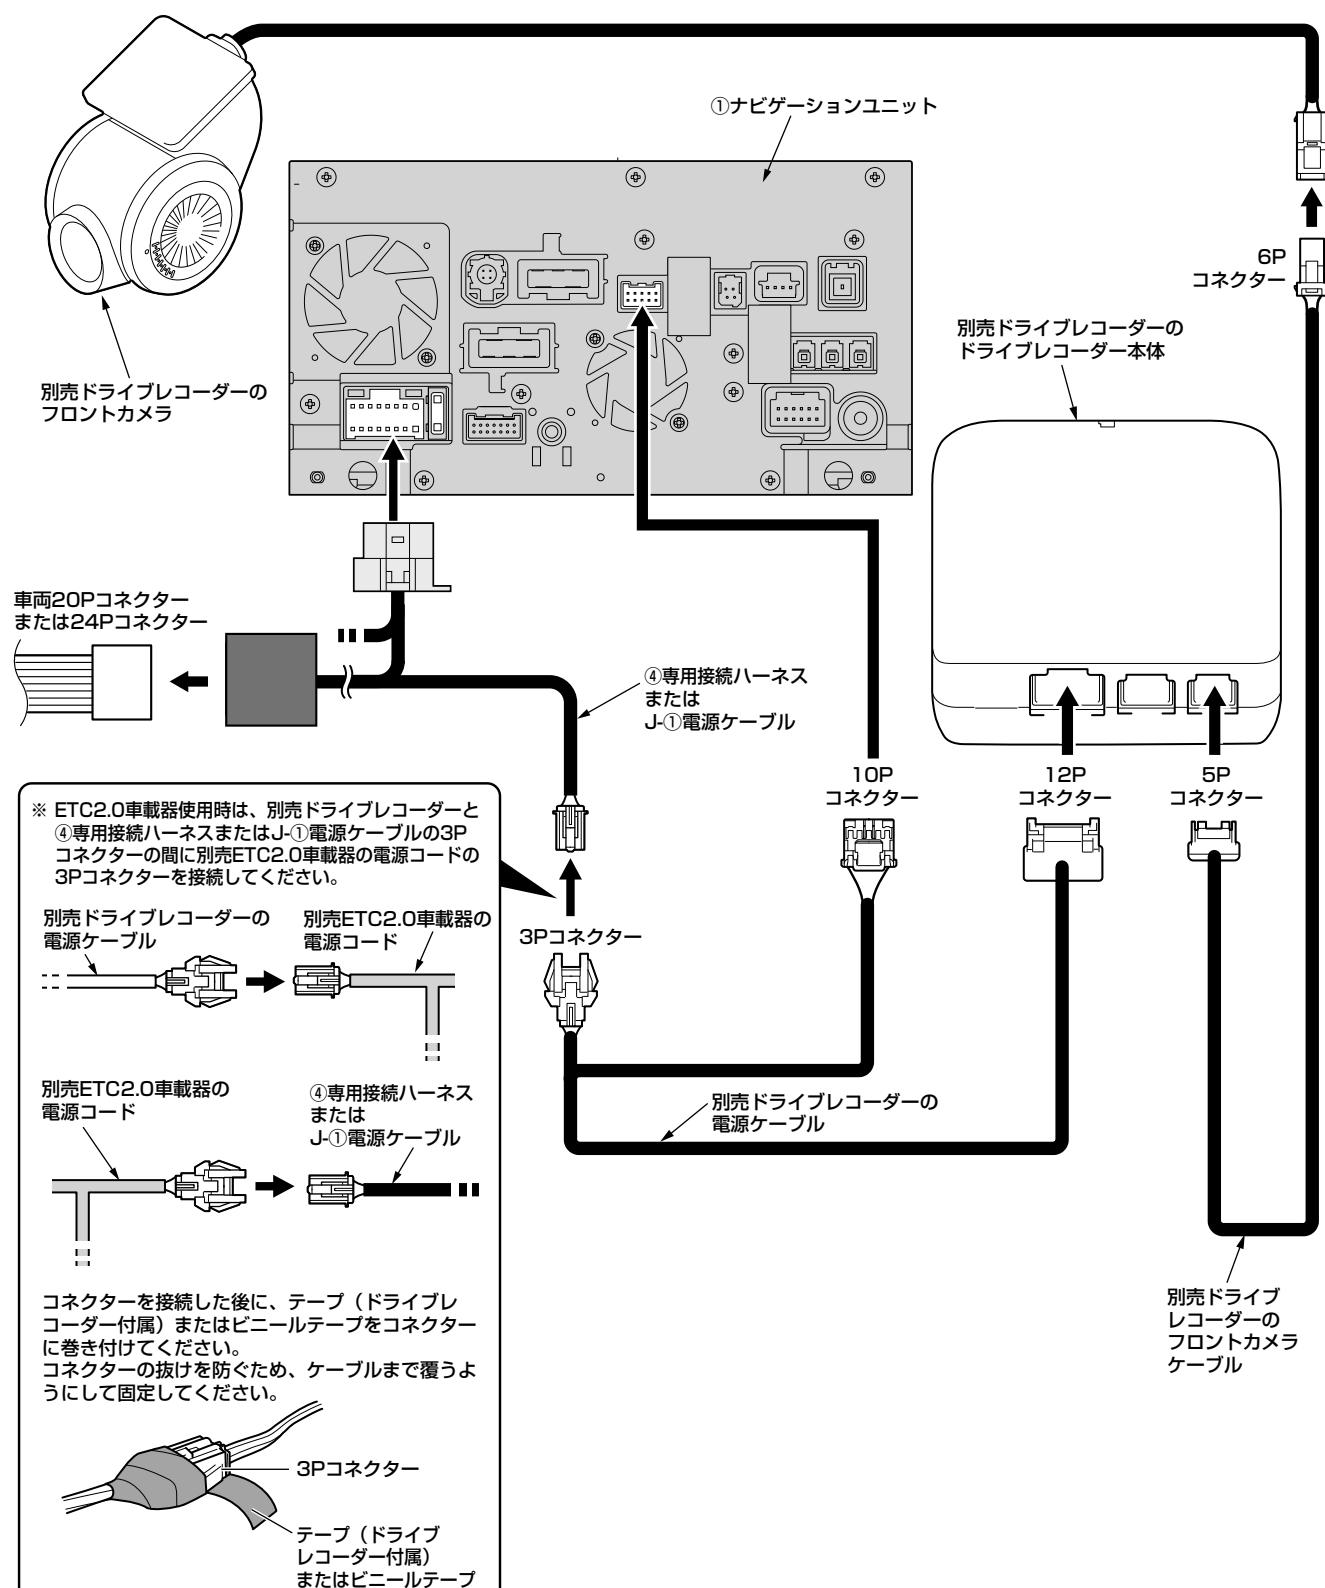 ①ナビゲーションユニット
6P
コネクター
別売ドライブレコーダーの
ドライブレコーダー本体
別売ドライブレコーダーの
フロントカメラ
車両20Pコネクター
または24Pコネクター
④専用接続ハーネス
または
J-①電源ケーブル
10P
コネクター
12P
コネクター
5P
コネクター
※ ETC2.0車載器使用時は、別売ドライブレコーダーと
④専用接続ハーネスまたはJ-①電源ケーブルの3P
コネクターの間に別売ETC2.0車載器の電源コードの
3Pコネクターを接続してください。
別売ドライブレコーダーの
電源ケーブル
別売ETC2.0車載器の
電源コード
3Pコネクター
別売ETC2.0車載器の
電源コード
④専用接続ハーネス
または
J-①電源ケーブル
別売ドライブレコーダーの
電源ケーブル
コネクターを接続した後に、テープ（ドライブレ
コーダー付属）またはビニールテープをコネクター
に巻き付けてください。
コネクターの抜けを防ぐため、ケーブルまで覆うよ
うにして固定してください。
別売ドライブ
レコーダーの
フロントカメラ
ケーブル
3Pコネクター
テープ（ドライブ
レコーダー付属）
またはビニールテープ